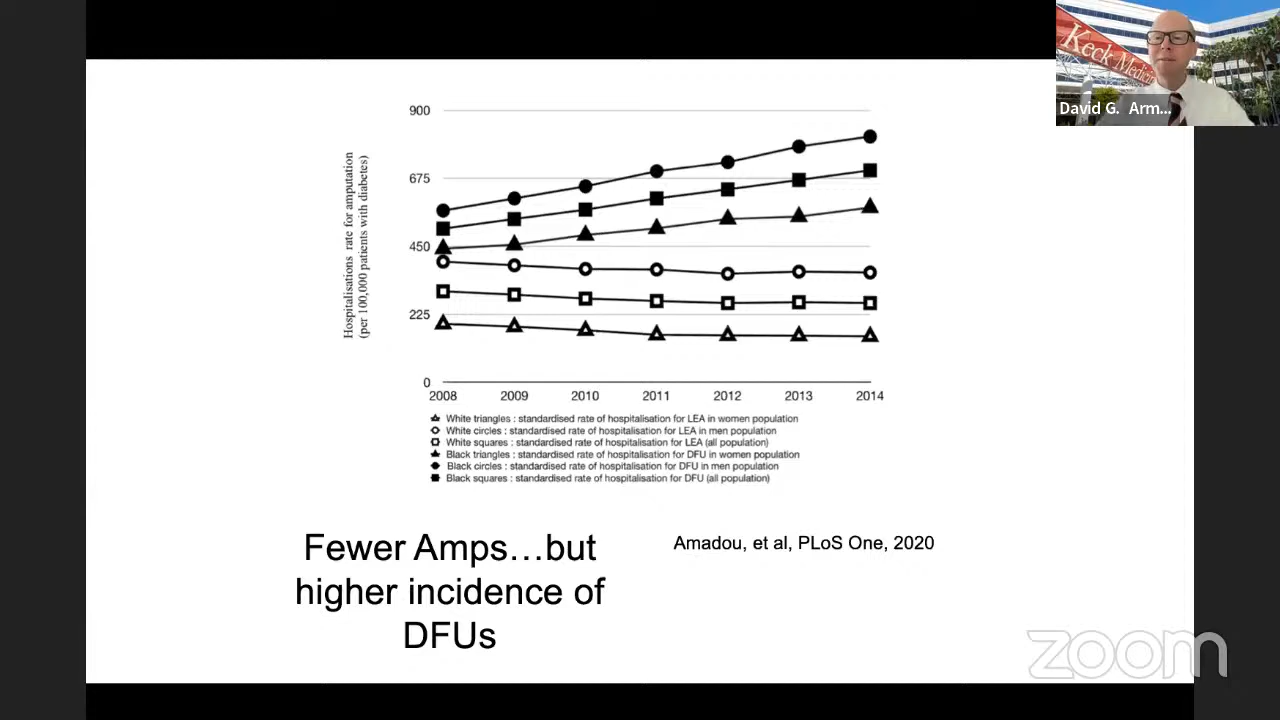 Keck Medici
David G. Arm...
900
Hospitalisations rate for amputation
(per 100,000 patients with diabetes)
675
450
225
0
2008 2009 2010 2011 2012 2013 2014
White triangles : standardised rate of hospitalisation for LEA in women population
White circles : standardised rate of hospitalisation for LEA in men population
White squares : standardised rate of hospitalisation for LEA (all population)
Black triangles : standardised rate of hospitalisation for DFU in women population
Black circles : standardised rate of hospitalisation for DFU in men population
Black squares : standardised rate of hospitalisation for DFU (all population)
Fewer Amps…but
higher incidence of
DFUs
Amadou, et al, PLoS One, 2020
zoom